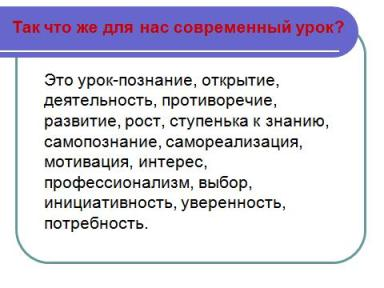 Так что же для нас современный урок?
Это урок-познание, открытие,
деятельность, противоречие,
развитие, рост, ступенька к знанию,
самопознание, самореализация,
мотивация, интерес,
профессионализм, выбор,
инициативность, уверенность,
потребность.